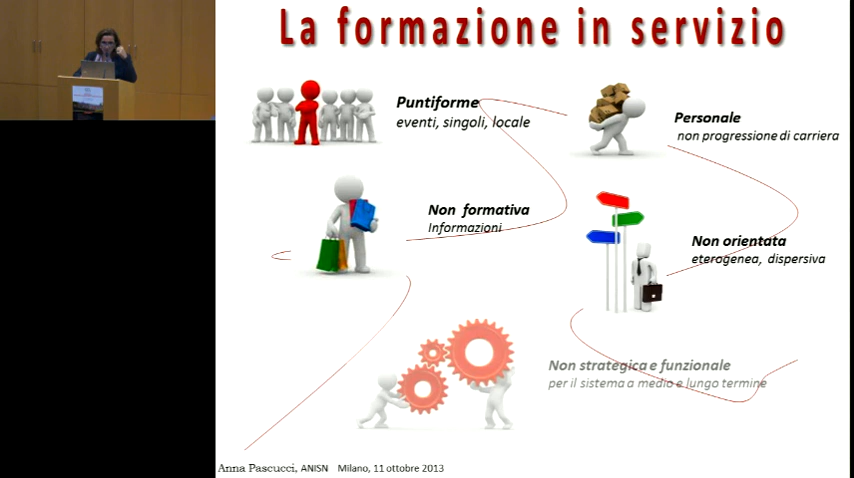 La formazione in servizio
Puntiforme
eventi, singoli, locale
Personale
non progressione di carriera
Non formativa
Informazioni
Non orientata
eterogenea, dispersiva
Non strategica e funzionale
per il sistema a medio e lungo termine
Anna Pascucci, ANISN Milano, 11 ottobre 2013